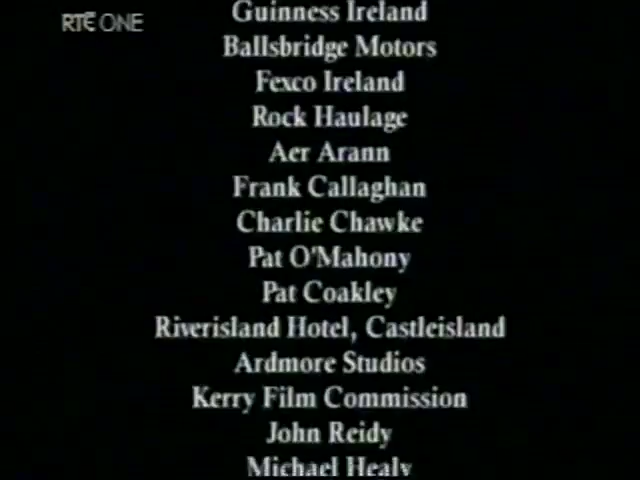 RTÉ ONE
Guinness Ireland
Ballsbridge Motors
Fexco Ireland
Rock Haulage
Aer Arann
Frank Callaghan
Charlie Chawke
Pat O'Mahony
Pat Coakley
Riverisland Hotel, Castleisland
Ardmore Studios
Kerry Film Commission
John Reidy
Michael Healy